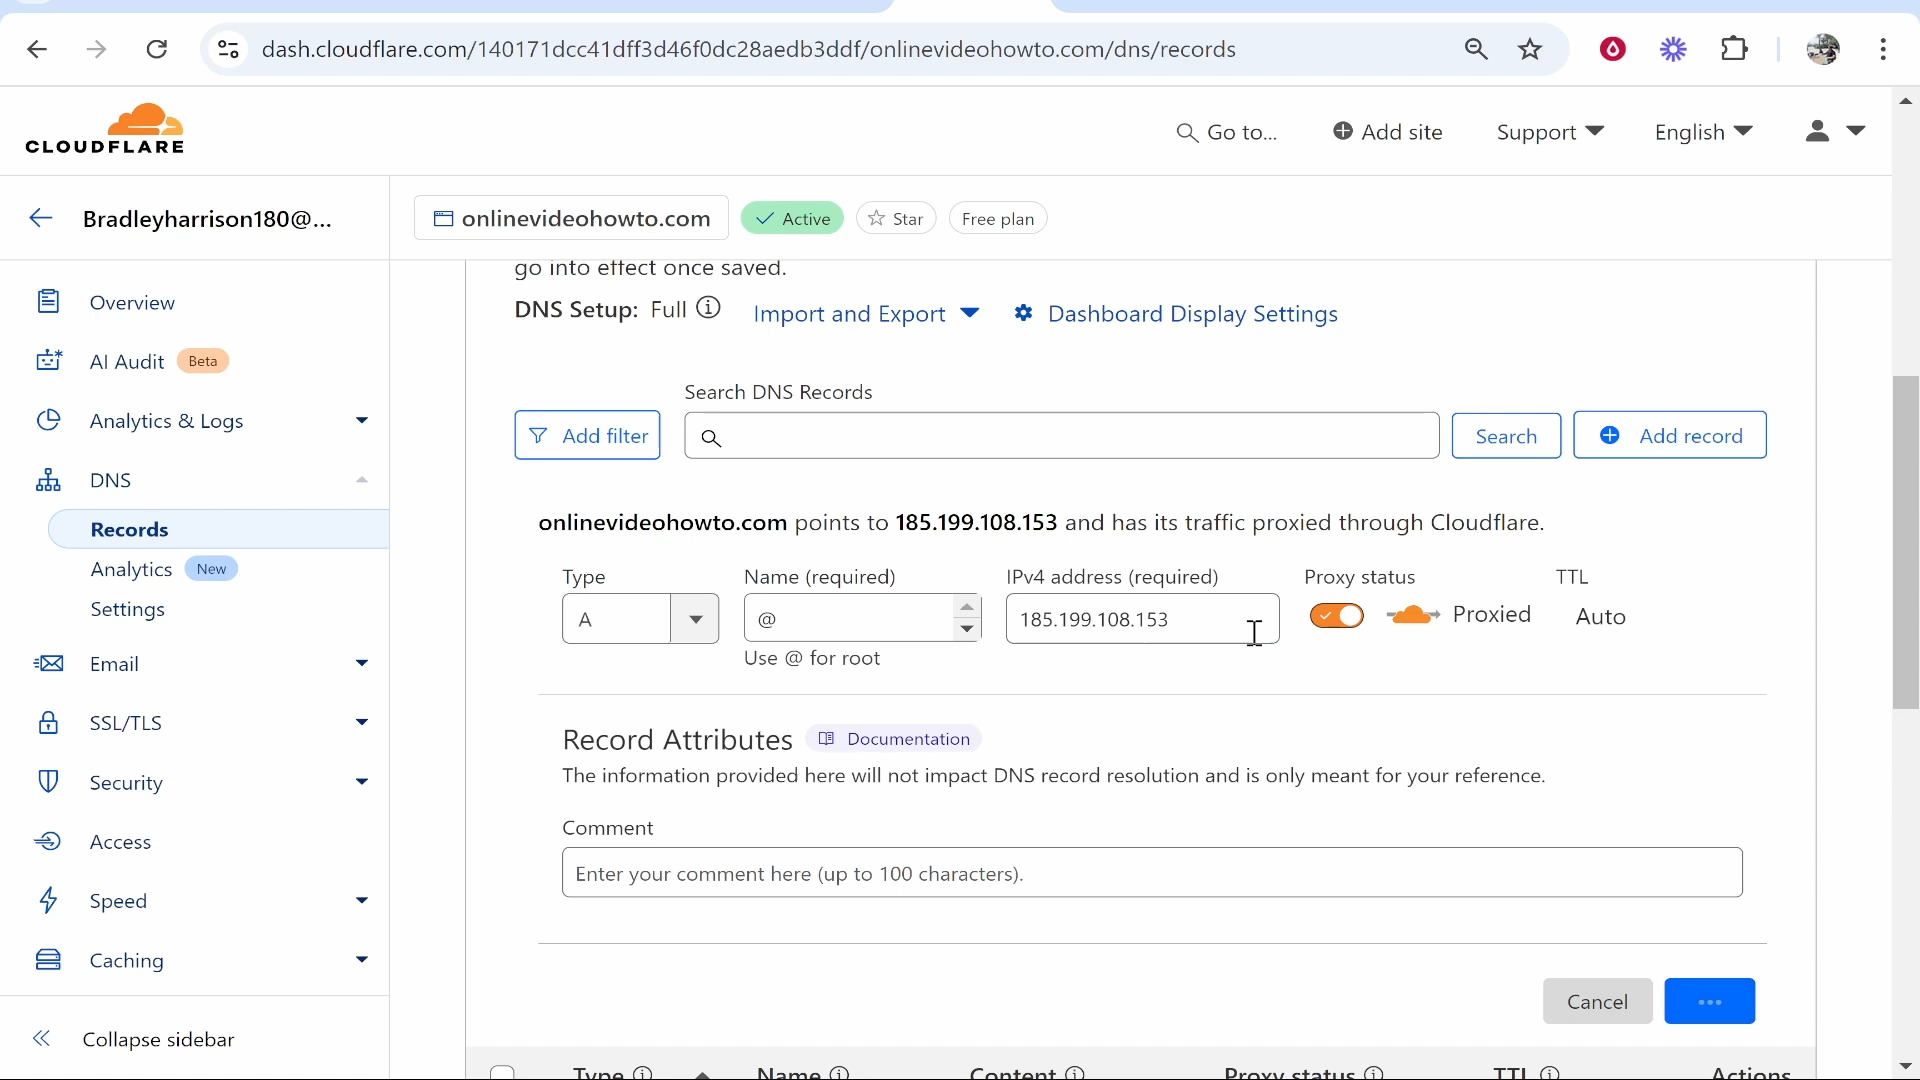 dash.cloudflare.com/140171dcc41dff3d46f0dc28aedb3ddf/onlinevideohowto.com/dns/records
CLOUDFLARE
Go to...
Add site
Support
English
Bradleyharrison180@...
onlinevideohowto.com
Active
Star
Free plan
go into effect once saved.
DNS Setup: Full
Import and Export
Dashboard Display Settings
Overview
AI Audit Beta
Analytics & Logs
DNS
Records
Analytics New
Settings
Email
SSL/TLS
Security
Access
Speed
Caching
Collapse sidebar
Search DNS Records
Add filter
Search
Add record
onlinevideohowto.com points to 185.199.108.153 and has its traffic proxied through Cloudflare.
Type Name (required) IPv4 address (required) Proxy status TTL
A @ 185.199.108.153 Proxied Auto
Use @ for root
Record Attributes Documentation
The information provided here will not impact DNS record resolution and is only meant for your reference.
Comment
Enter your comment here (up to 100 characters).
Cancel ...
Type Name Content Proxy status TTL Actions